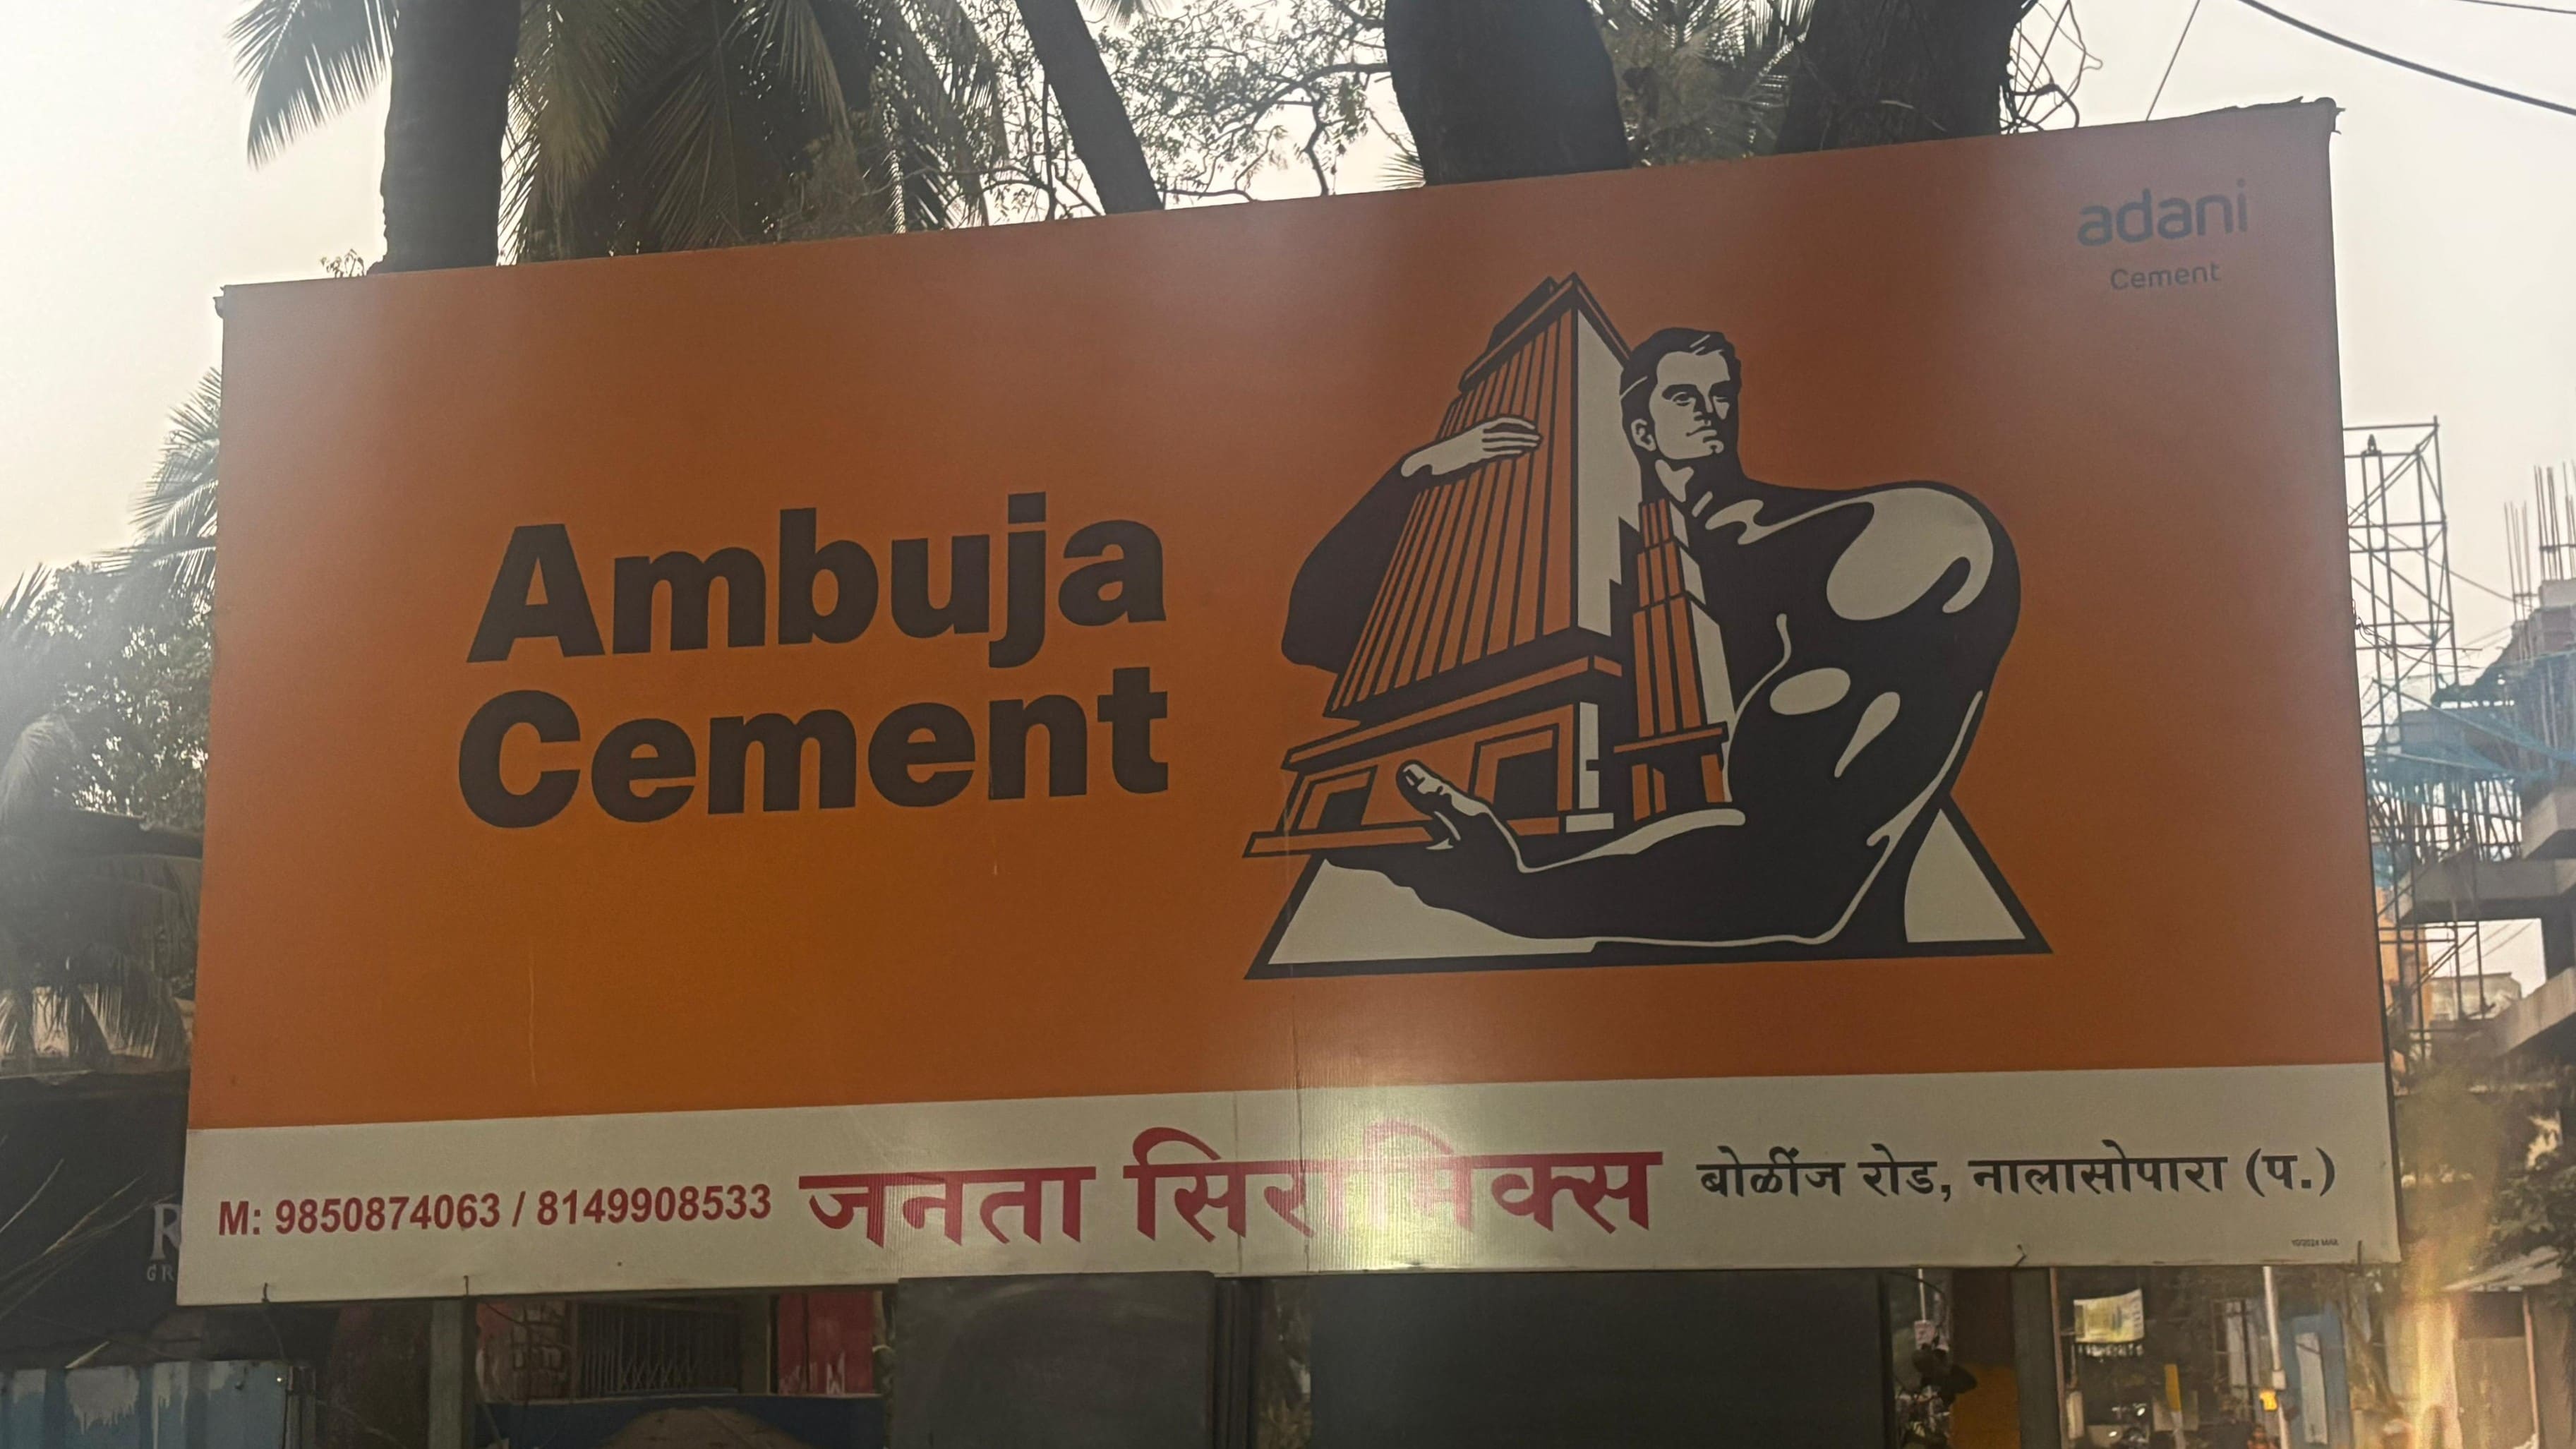 adani
Cement
Ambuja
Cement
M: 9850874063 / 8149908533 जनता सिरामिक्स बोळींज रोड, नालासोपारा (प.)